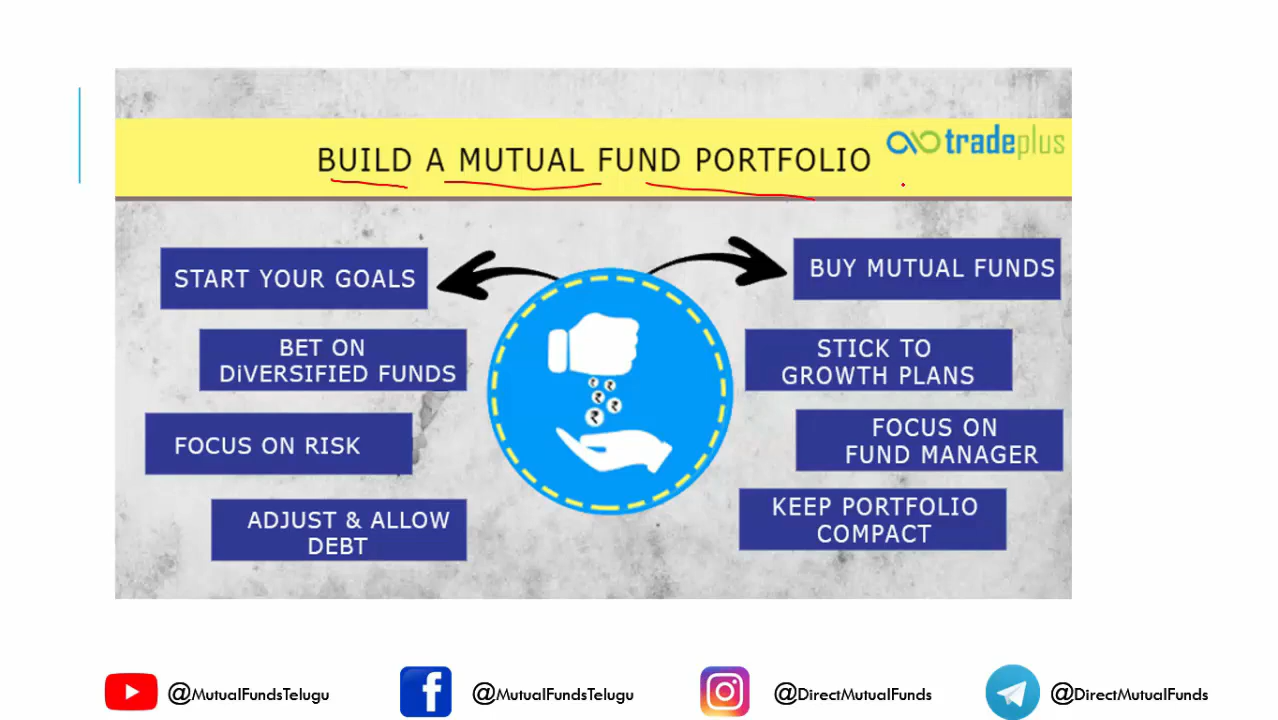 tradeplus
BUILD A MUTUAL FUND PORTFOLIO
START YOUR GOALS
BET ON
DiVERSIFIED FUNDS
FOCUS ON RISK
ADJUST & ALLOW
DEBT
BUY MUTUAL FUNDS
STICK TO
GROWTH PLANS
FOCUS ON
FUND MANAGER
KEEP PORTFOLIO
COMPACT
@MutualFundsTelugu
@MutualFundsTelugu
@DirectMutualFunds
@DirectMutualFunds